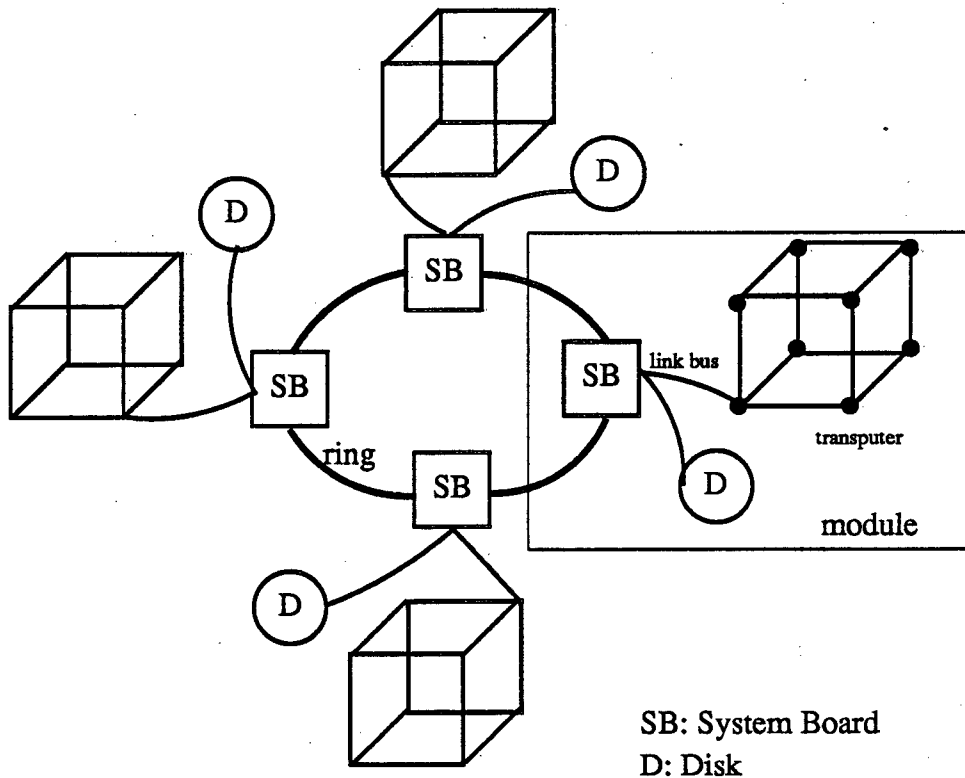 D
D
SB
SB
SB
link bus
transputer
ring
SB
D
module
D
SB: System Board
D: Disk